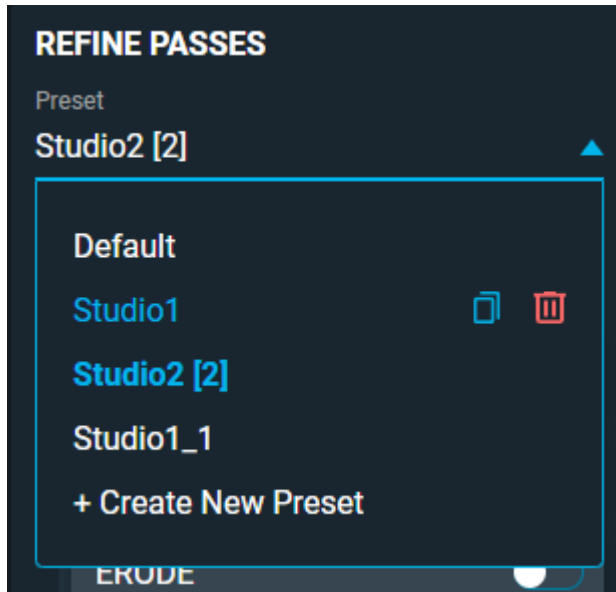 REFINE PASSES
Preset
Studio2 [2]
Default
Studio1
Studio2 [2]
Studio1_1
+ Create New Preset
ERODE